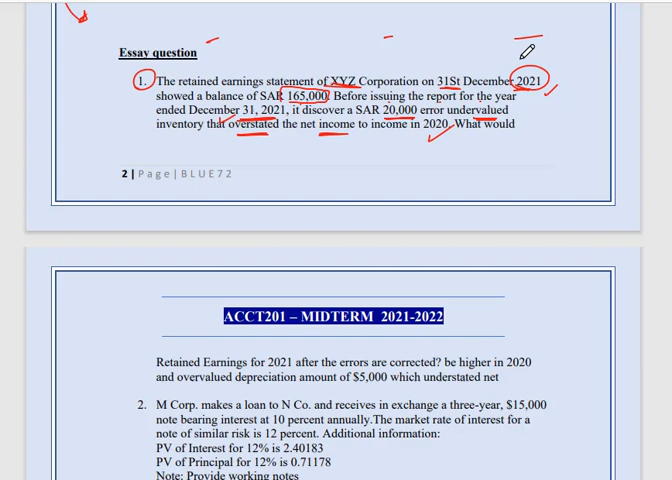 Essay question
1. The retained earnings statement of XYZ Corporation on 31St December 2021
showed a balance of SAR 165,000. Before issuing the report for the year
ended December 31, 2021, it discover a SAR 20,000 error undervalued
inventory that overstated the net income to income in 2020. What would
2 | Page | BLUE72
ACCT201 – MIDTERM 2021-2022
Retained Earnings for 2021 after the errors are corrected? be higher in 2020
and overvalued depreciation amount of $5,000 which understated net
2. M Corp. makes a loan to N Co. and receives in exchange a three-year, $15,000
note bearing interest at 10 percent annually.The market rate of interest for a
note of similar risk is 12 percent. Additional information:
PV of Interest for 12% is 2.40183
PV of Principal for 12% is 0.71178
Note: Provide working notes